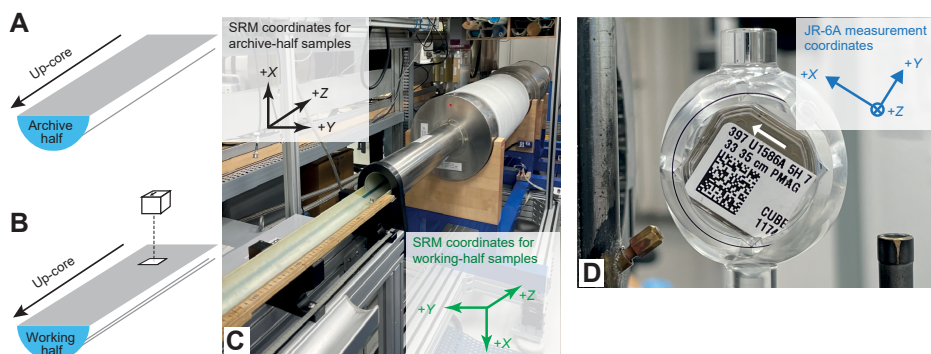 A
Up-core
Archive
half
B
Up-core
Working
half
C
SRM coordinates for
archive-half samples
+X
+Z
+Y
SRM coordinates for
working-half samples
+Z
+Y
+X
D
JR-6A measurement
coordinates
+X
+Y
+Z
397 U1586A 5H 7
33 35 cm PMAG
CUBE
1174